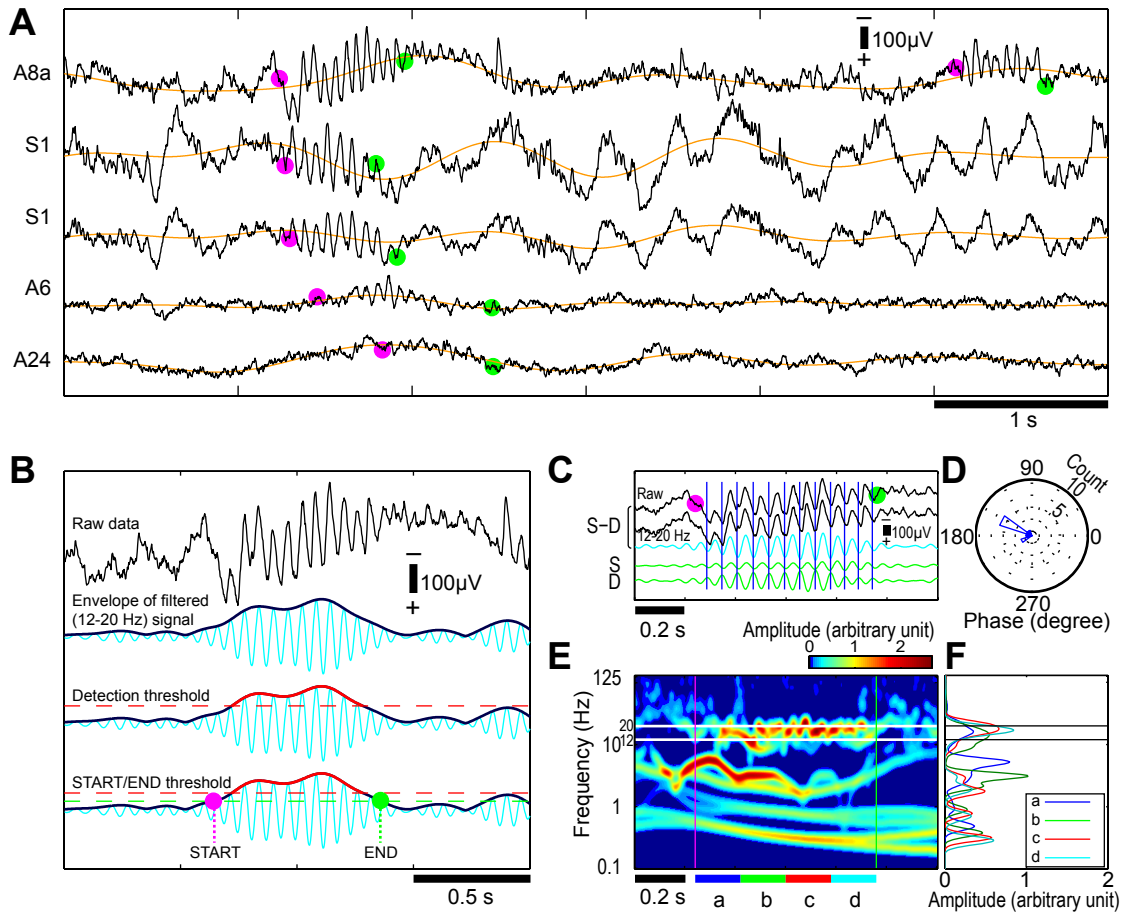 A
A8a
100µV
+
S1
S1
A6
A24
1 s
B
Raw data
100µV
+
Envelope of filtered
(12-20 Hz) signal
Detection threshold
START/END threshold
START
END
0.5 s
C
Raw
S-D
12-20 Hz
S
D
100µV
+
0.2 s
D
90
Count
10
5
180
0
270
Phase (degree)
Amplitude (arbitrary unit)
0 1 2
E
Frequency (Hz)
125
20
12
10
1
0.1
0.2 s
a b c d
F
a
b
c
d
0 1 2
Amplitude (arbitrary unit)